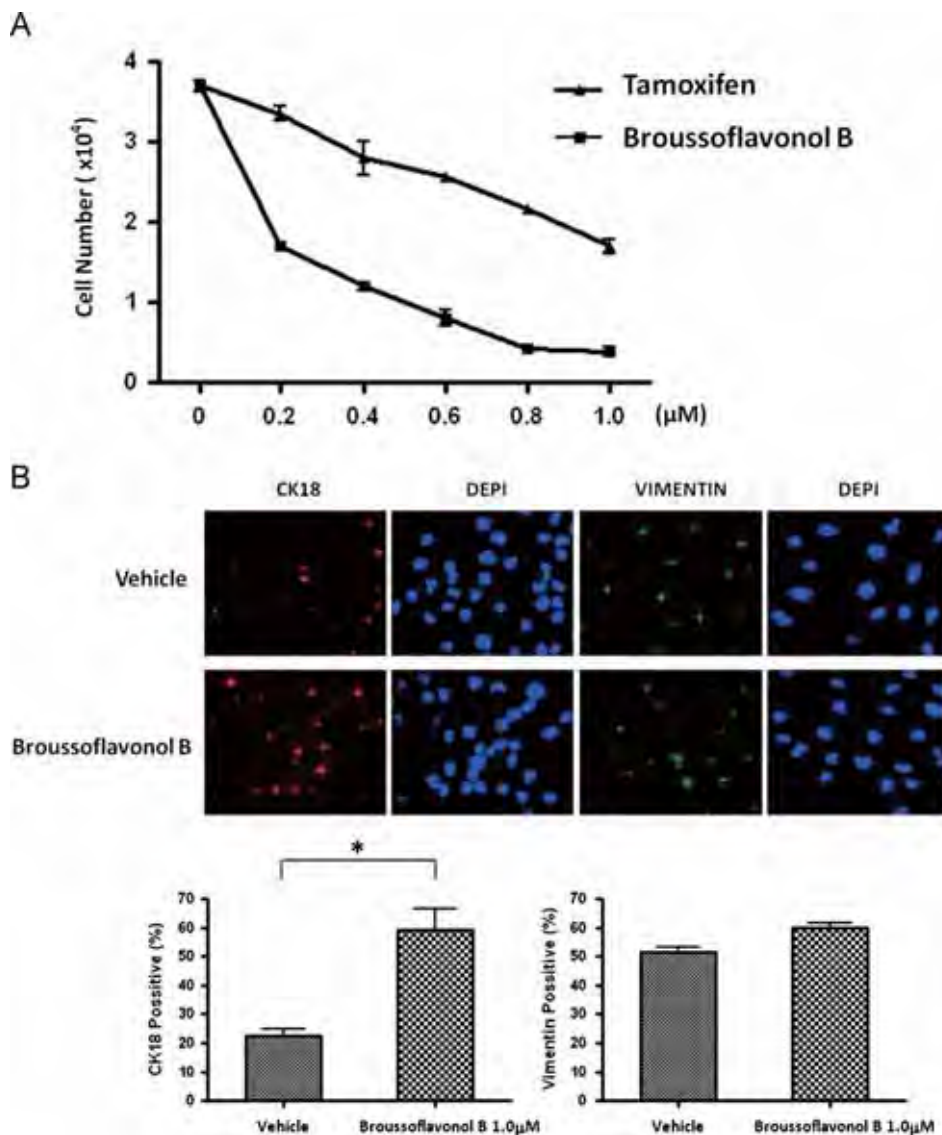 A
4
3
2
1
0
Cell Number ( x10⁴)
Tamoxifen
Broussoflavonol B
0 0.2 0.4 0.6 0.8 1.0 (μM)
B
CK18 DEPI VIMENTIN DEPI
Vehicle
Broussoflavonol B
*
70
60
50
40
30
20
10
0
CK18 Possitive (%)
Vehicle Broussoflavonol B 1.0μM
70
60
50
40
30
20
10
0
Vimentin Possitive (%)
Vehicle Broussoflavonol B 1.0μM